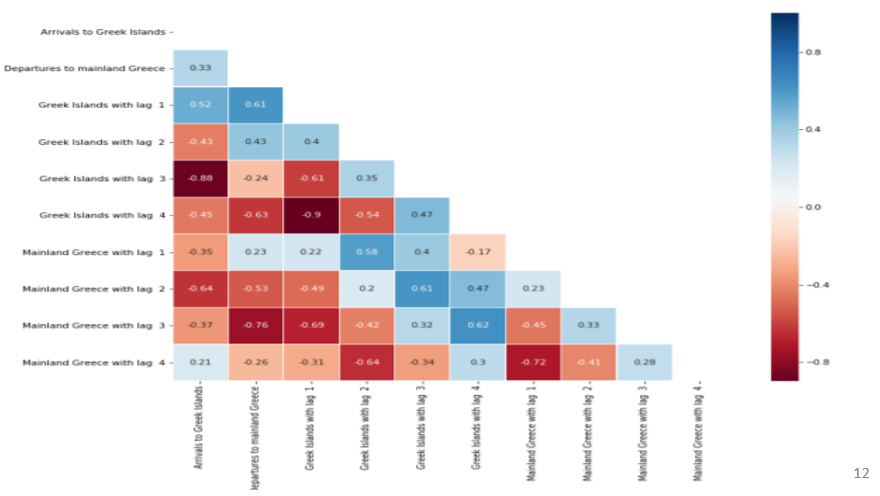 Arrivals to Greek Islands
Departures to mainland Greece 0.33
Greek Islands with lag 1 0.52 0.61
Greek Islands with lag 2 -0.43 0.43 0.4
Greek Islands with lag 3 -0.88 -0.24 -0.61 0.35
Greek Islands with lag 4 -0.45 -0.63 -0.9 -0.54 0.47
Mainland Greece with lag 1 -0.35 0.23 0.22 0.58 0.4 -0.17
Mainland Greece with lag 2 -0.64 -0.53 -0.49 0.2 0.61 0.47 0.23
Mainland Greece with lag 3 -0.37 -0.76 -0.69 -0.42 0.32 0.62 -0.45 0.33
Mainland Greece with lag 4 0.21 -0.26 -0.31 -0.64 -0.34 0.3 -0.72 -0.41 0.28
Arrivals to Greek Islands
epartures to mainland Greece
Greek Islands with lag 1
Greek Islands with lag 2
Greek Islands with lag 3
Greek Islands with lag 4
Mainland Greece with lag 1
Mainland Greece with lag 2
Mainland Greece with lag 3
Mainland Greece with lag 4
0.8
0.4
0.0
-0.4
-0.8
12